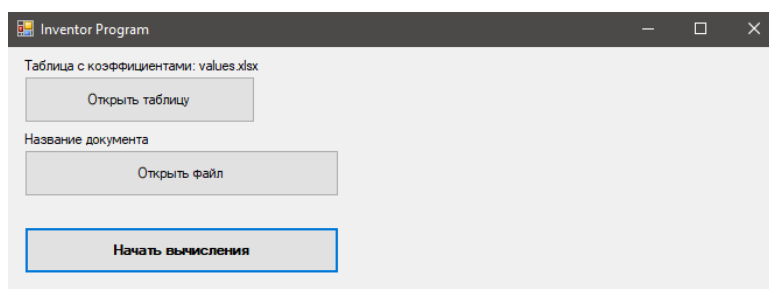 Inventor Program
Таблица с коэффициентами: values.xlsx
Открыть таблицу
Название документа
Открыть файл
Начать вычисления